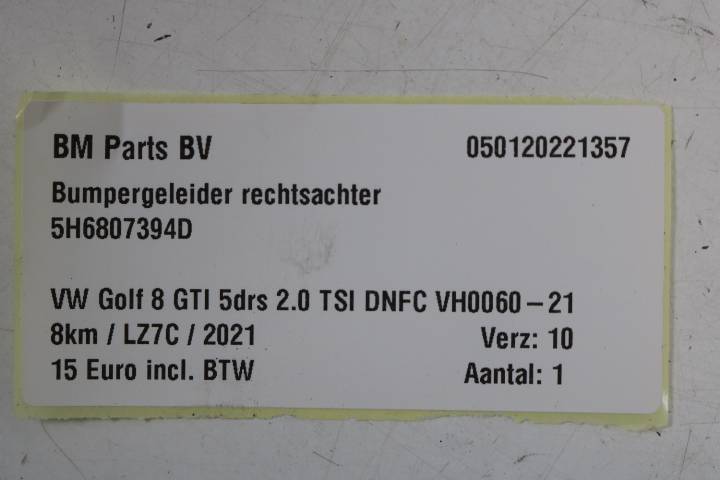 BM Parts BV 050120221357
Bumpergeleider rechtsachter
5H6807394D
VW Golf 8 GTI 5drs 2.0 TSI DNFC VH0060 – 21
8km / LZ7C / 2021 Verz: 10
15 Euro incl. BTW Aantal: 1